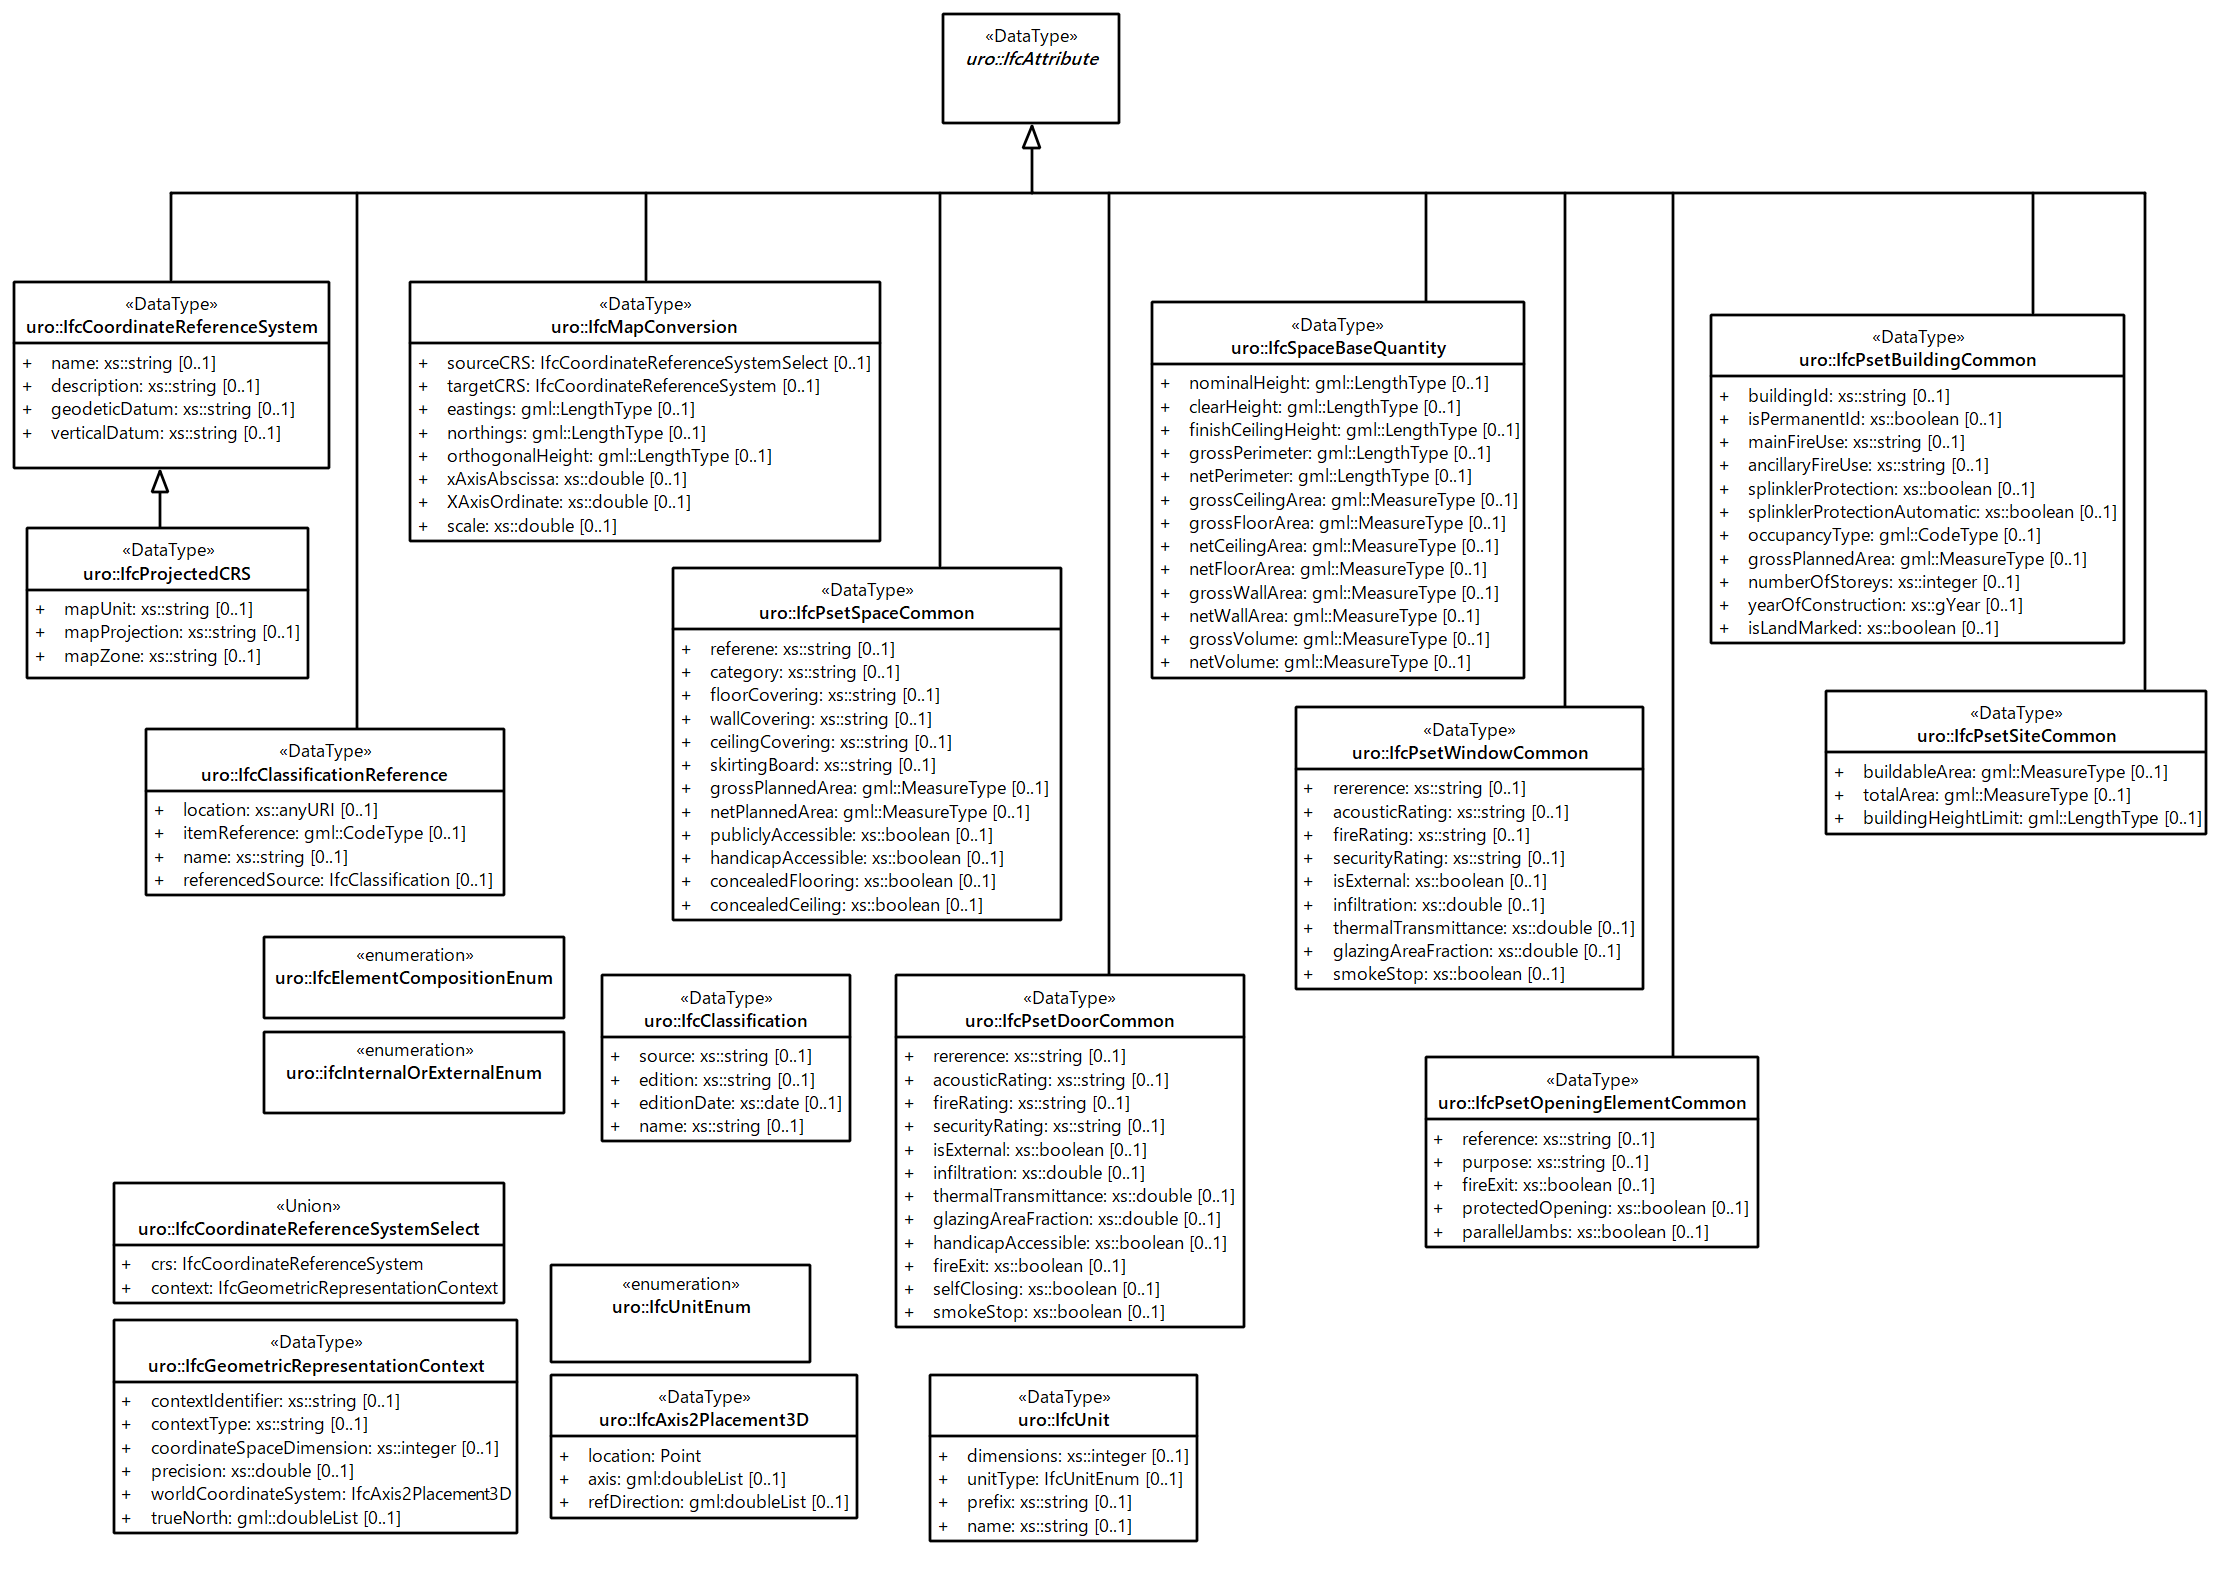 «DataType»
uro::IfcAttribute
«DataType»
uro::IfcCoordinateReferenceSystem
+ name: xs::string [0..1]
+ description: xs::string [0..1]
+ geodeticDatum: xs::string [0..1]
+ verticalDatum: xs::string [0..1]
«DataType»
uro::IfcProjectedCRS
+ mapUnit: xs::string [0..1]
+ mapProjection: xs::string [0..1]
+ mapZone: xs::string [0..1]
«DataType»
uro::IfcMapConversion
+ sourceCRS: IfcCoordinateReferenceSystemSelect [0..1]
+ targetCRS: IfcCoordinateReferenceSystem [0..1]
+ eastings: gml::LengthType [0..1]
+ northings: gml::LengthType [0..1]
+ orthogonalHeight: gml::LengthType [0..1]
+ xAxisAbscissa: xs::double [0..1]
+ XAxisOrdinate: xs::double [0..1]
+ scale: xs::double [0..1]
«DataType»
uro::IfcSpaceBaseQuantity
+ nominalHeight: gml::LengthType [0..1]
+ clearHeight: gml::LengthType [0..1]
+ finishCeilingHeight: gml::LengthType [0..1]
+ grossPerimeter: gml::LengthType [0..1]
+ netPerimeter: gml::LengthType [0..1]
+ grossCeilingArea: gml::MeasureType [0..1]
+ grossFloorArea: gml::MeasureType [0..1]
+ netCeilingArea: gml::MeasureType [0..1]
+ netFloorArea: gml::MeasureType [0..1]
+ grossWallArea: gml::MeasureType [0..1]
+ netWallArea: gml::MeasureType [0..1]
+ grossVolume: gml::MeasureType [0..1]
+ netVolume: gml::MeasureType [0..1]
«DataType»
uro::IfcPsetBuildingCommon
+ buildingId: xs::string [0..1]
+ isPermanentId: xs::boolean [0..1]
+ mainFireUse: xs::string [0..1]
+ ancillaryFireUse: xs::string [0..1]
+ splinklerProtection: xs::boolean [0..1]
+ splinklerProtectionAutomatic: xs::boolean [0..1]
+ occupancyType: gml::CodeType [0..1]
+ grossPlannedArea: gml::MeasureType [0..1]
+ numberOfStoreys: xs::integer [0..1]
+ yearOfConstruction: xs::gYear [0..1]
+ isLandMarked: xs::boolean [0..1]
«DataType»
uro::IfcPsetSpaceCommon
+ referene: xs::string [0..1]
+ category: xs::string [0..1]
+ floorCovering: xs::string [0..1]
+ wallCovering: xs::string [0..1]
+ ceilingCovering: xs::string [0..1]
+ skirtingBoard: xs::string [0..1]
+ grossPlannedArea: gml::MeasureType [0..1]
+ netPlannedArea: gml::MeasureType [0..1]
+ publiclyAccessible: xs::boolean [0..1]
+ handicapAccessible: xs::boolean [0..1]
+ concealedFlooring: xs::boolean [0..1]
+ concealedCeiling: xs::boolean [0..1]
«DataType»
uro::IfcPsetSiteCommon
+ buildableArea: gml::MeasureType [0..1]
+ totalArea: gml::MeasureType [0..1]
+ buildingHeightLimit: gml::LengthType [0..1]
«DataType»
uro::IfcPsetWindowCommon
+ rererence: xs::string [0..1]
+ acousticRating: xs::string [0..1]
+ fireRating: xs::string [0..1]
+ securityRating: xs::string [0..1]
+ isExternal: xs::boolean [0..1]
+ infiltration: xs::double [0..1]
+ thermalTransmittance: xs::double [0..1]
+ glazingAreaFraction: xs::double [0..1]
+ smokeStop: xs::boolean [0..1]
«DataType»
uro::IfcClassificationReference
+ location: xs::anyURI [0..1]
+ itemReference: gml::CodeType [0..1]
+ name: xs::string [0..1]
+ referencedSource: IfcClassification [0..1]
«enumeration»
uro::IfcElementCompositionEnum
«enumeration»
uro::ifcInternalOrExternalEnum
«DataType»
uro::IfcClassification
+ source: xs::string [0..1]
+ edition: xs::string [0..1]
+ editionDate: xs::date [0..1]
+ name: xs::string [0..1]
«DataType»
uro::IfcPsetDoorCommon
+ rererence: xs::string [0..1]
+ acousticRating: xs::string [0..1]
+ fireRating: xs::string [0..1]
+ securityRating: xs::string [0..1]
+ isExternal: xs::boolean [0..1]
+ infiltration: xs::double [0..1]
+ thermalTransmittance: xs::double [0..1]
+ glazingAreaFraction: xs::double [0..1]
+ handicapAccessible: xs::boolean [0..1]
+ fireExit: xs::boolean [0..1]
+ selfClosing: xs::boolean [0..1]
+ smokeStop: xs::boolean [0..1]
«DataType»
uro::IfcPsetOpeningElementCommon
+ reference: xs::string [0..1]
+ purpose: xs::string [0..1]
+ fireExit: xs::boolean [0..1]
+ protectedOpening: xs::boolean [0..1]
+ parallelJambs: xs::boolean [0..1]
«Union»
uro::IfcCoordinateReferenceSystemSelect
+ crs: IfcCoordinateReferenceSystem
+ context: IfcGeometricRepresentationContext
«DataType»
uro::IfcGeometricRepresentationContext
+ contextIdentifier: xs::string [0..1]
+ contextType: xs::string [0..1]
+ coordinateSpaceDimension: xs::integer [0..1]
+ precision: xs::double [0..1]
+ worldCoordinateSystem: IfcAxis2Placement3D
+ trueNorth: gml::doubleList [0..1]
«enumeration»
uro::IfcUnitEnum
«DataType»
uro::IfcAxis2Placement3D
+ location: Point
+ axis: gml:doubleList [0..1]
+ refDirection: gml:doubleList [0..1]
«DataType»
uro::IfcUnit
+ dimensions: xs::integer [0..1]
+ unitType: IfcUnitEnum [0..1]
+ prefix: xs::string [0..1]
+ name: xs::string [0..1]